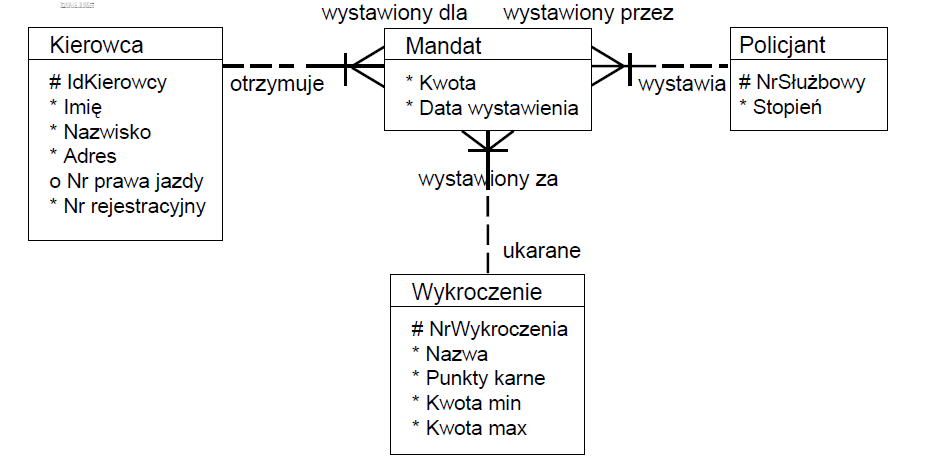 wystawiony dla
wystawiony przez
Kierowca
# IdKierowcy
* Imię
* Nazwisko
* Adres
o Nr prawa jazdy
* Nr rejestracyjny
otrzymuje
Mandat
* Kwota
* Data wystawienia
wystawia
Policjant
# NrSłużbowy
* Stopień
wystawiony za
ukarane
Wykroczenie
# NrWykroczenia
* Nazwa
* Punkty karne
* Kwota min
* Kwota max